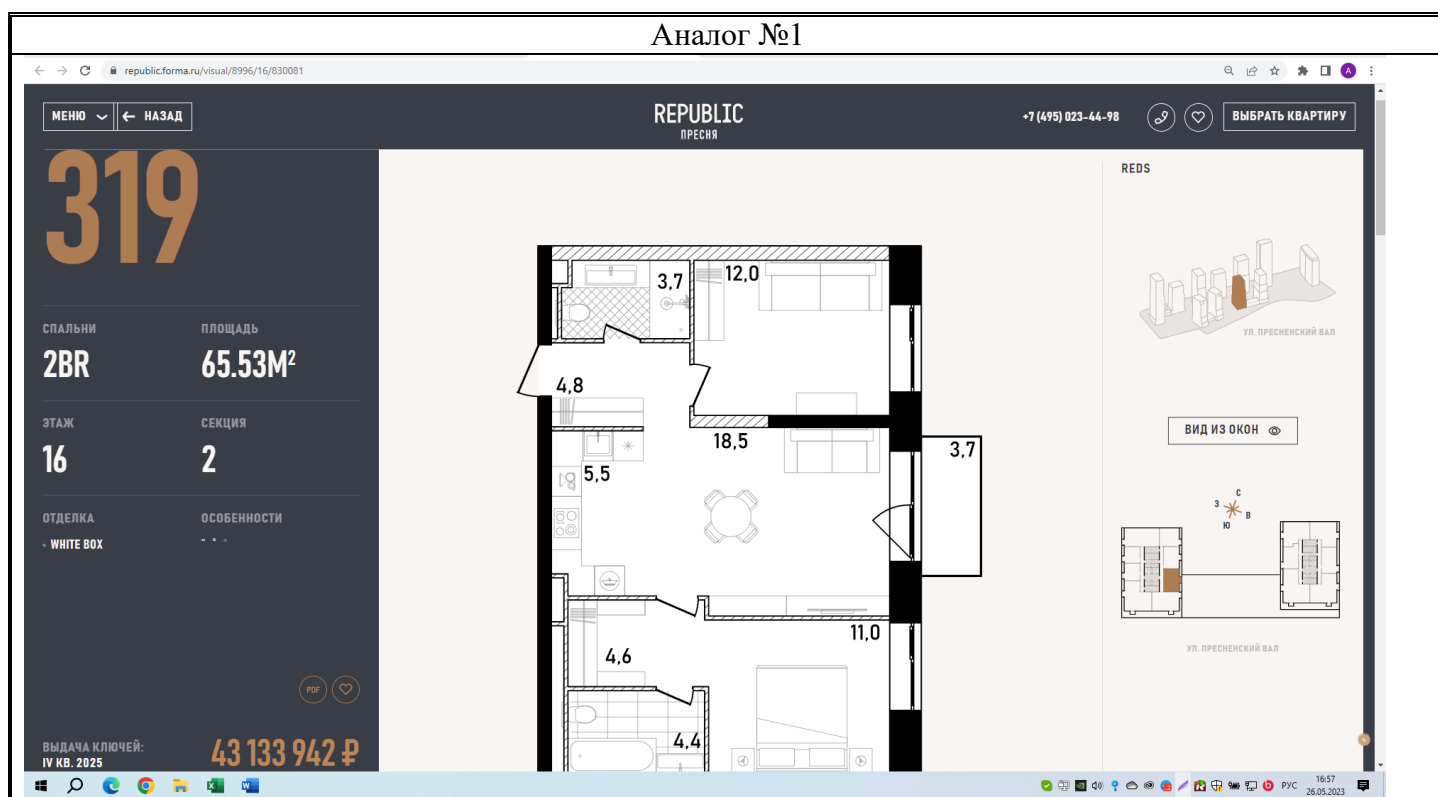 Аналог №1
republic.forma.ru/visual/8996/16/830081
МЕНЮ
НАЗАД
REPUBLIC
ПРЕСНЯ
+7 (495) 023-44-98
ВЫБРАТЬ КВАРТИРУ
319
СПАЛЬНИ ПЛОЩАДЬ
2BR 65.53М²
ЭТАЖ СЕКЦИЯ
16 2
ОТДЕЛКА ОСОБЕННОСТИ
WHITE BOX
PDF
ВЫДАЧА КЛЮЧЕЙ:
IV КВ. 2025
43 133 942 ₽
3,7
12,0
4,8
18,5
5,5
3,7
11,0
4,6
4,4
REDS
УЛ. ПРЕСНЕНСКИЙ ВАЛ
ВИД ИЗ ОКОН
С
З
В
Ю
УЛ. ПРЕСНЕНСКИЙ ВАЛ
РУС
16:57
26.05.2023